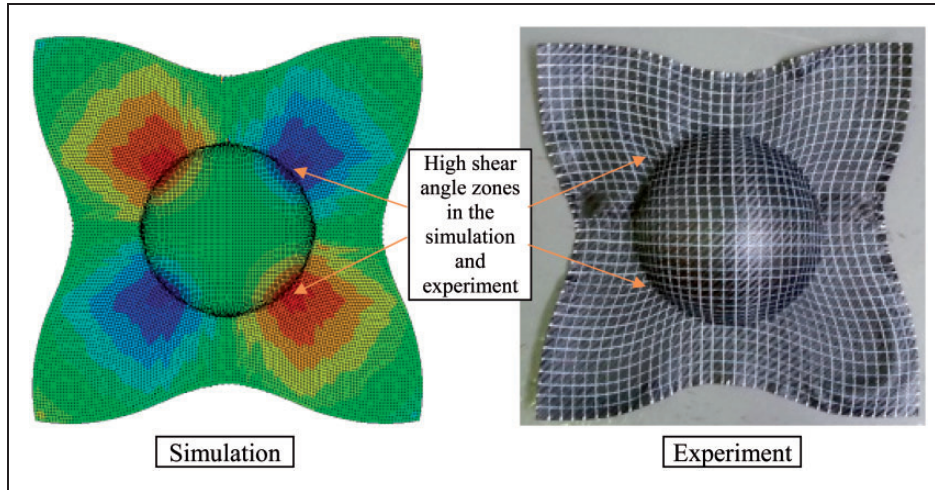 High shear
angle zones
in the
simulation
and
experiment
Simulation
Experiment